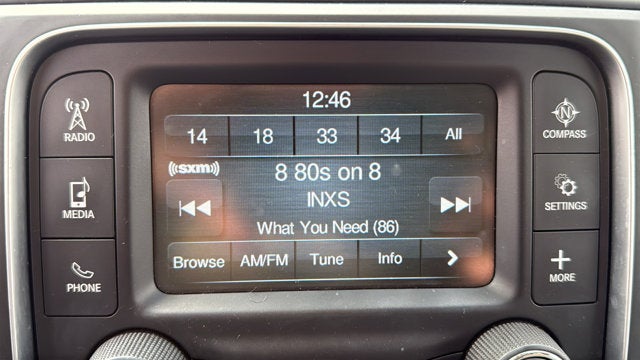 12:46
14 18 33 34 All
((sxm))
8 80s on 8
INXS
What You Need (86)
Browse AM/FM Tune Info
RADIO
MEDIA
PHONE
COMPASS
SETTINGS
MORE